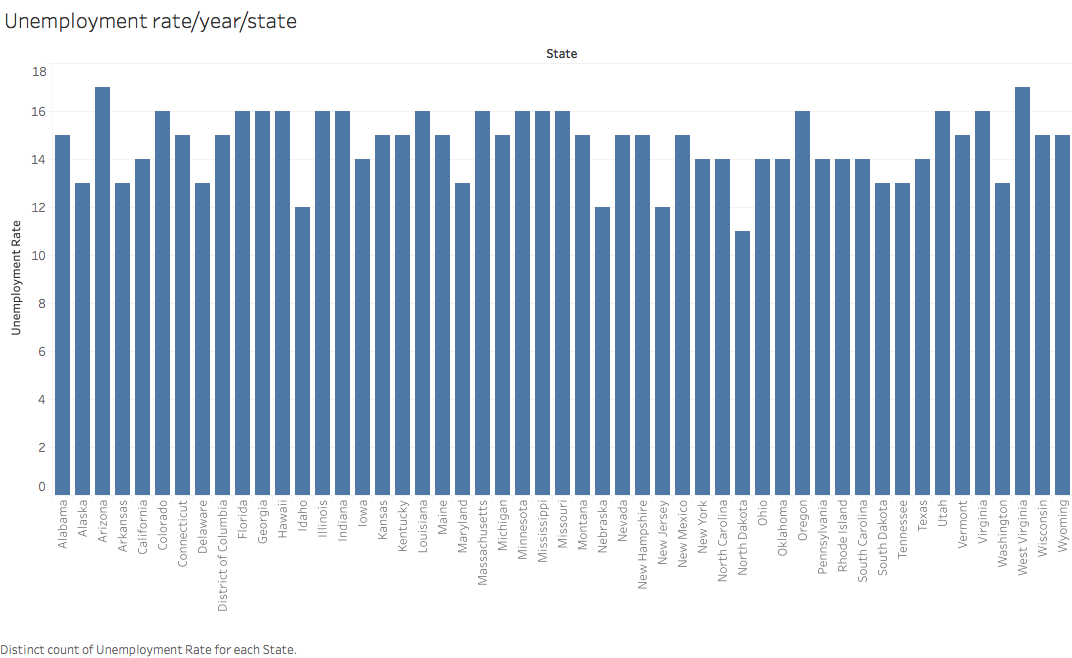 Unemployment rate/year/state
State
18
16
14
12
10
8
6
4
2
0
Unemployment Rate
Alabama
Alaska
Arizona
Arkansas
California
Colorado
Connecticut
Delaware
District of Columbia
Florida
Georgia
Hawaii
Idaho
Illinois
Indiana
Iowa
Kansas
Kentucky
Louisiana
Maine
Maryland
Massachusetts
Michigan
Minnesota
Mississippi
Missouri
Montana
Nebraska
Nevada
New Hampshire
New Jersey
New Mexico
New York
North Carolina
North Dakota
Ohio
Oklahoma
Oregon
Pennsylvania
Rhode Island
South Carolina
South Dakota
Tennessee
Texas
Utah
Vermont
Virginia
Washington
West Virginia
Wisconsin
Wyoming
Distinct count of Unemployment Rate for each State.